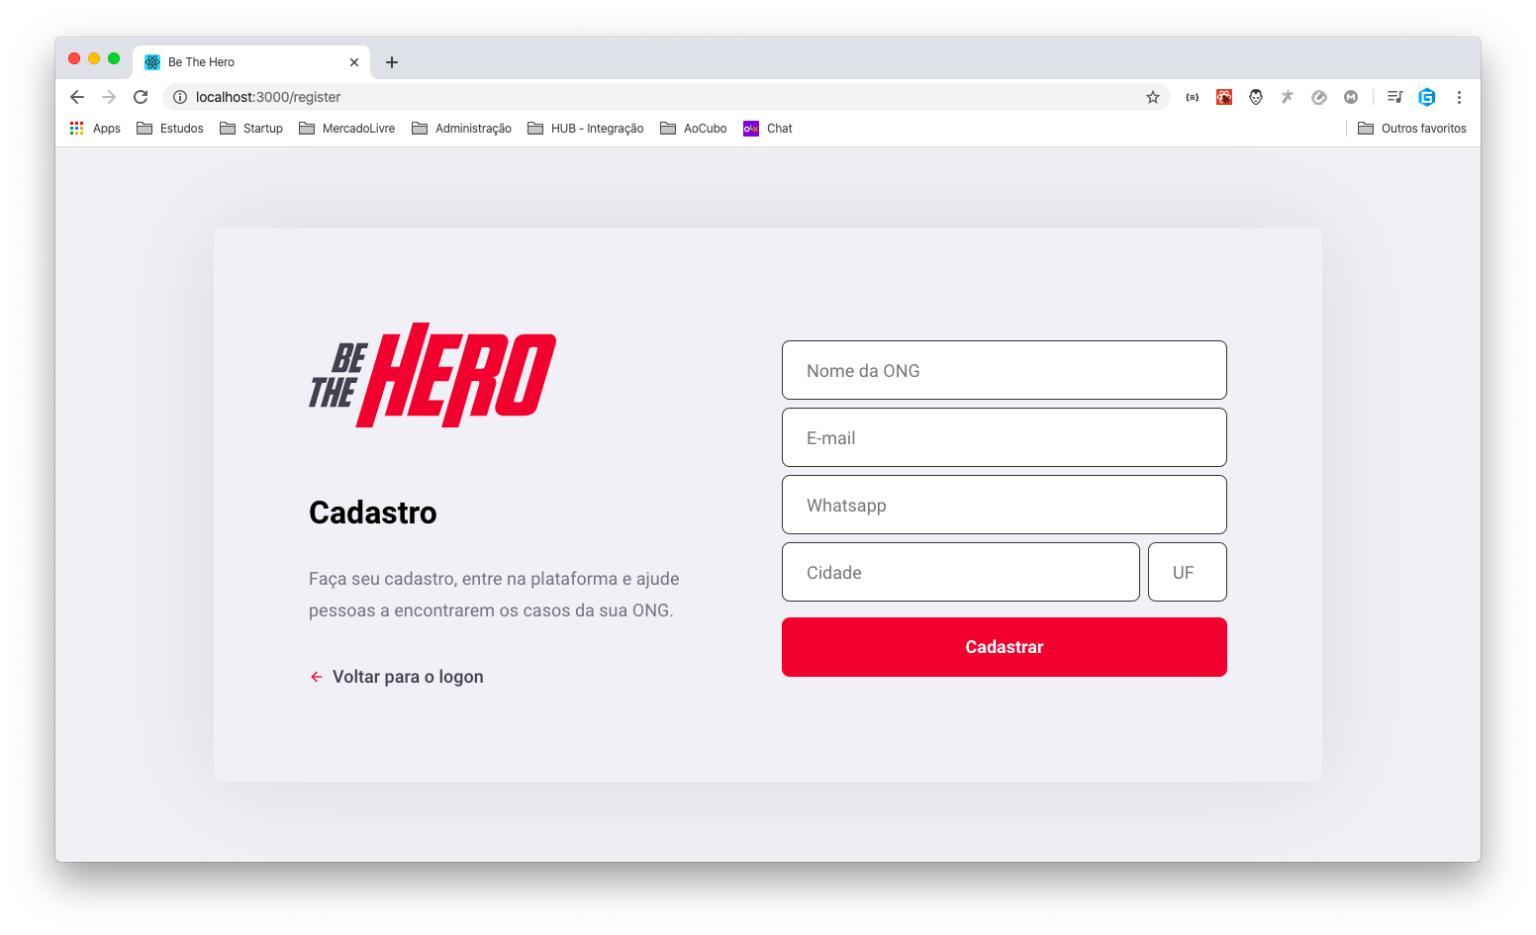 Be The Hero
localhost:3000/register
Apps Estudos Startup MercadoLivre Administração HUB - Integração AoCubo olx Chat Outros favoritos
BE
THE HERO
Cadastro
Faça seu cadastro, entre na plataforma e ajude
pessoas a encontrarem os casos da sua ONG.
Voltar para o logon
Nome da ONG
E-mail
Whatsapp
Cidade UF
Cadastrar